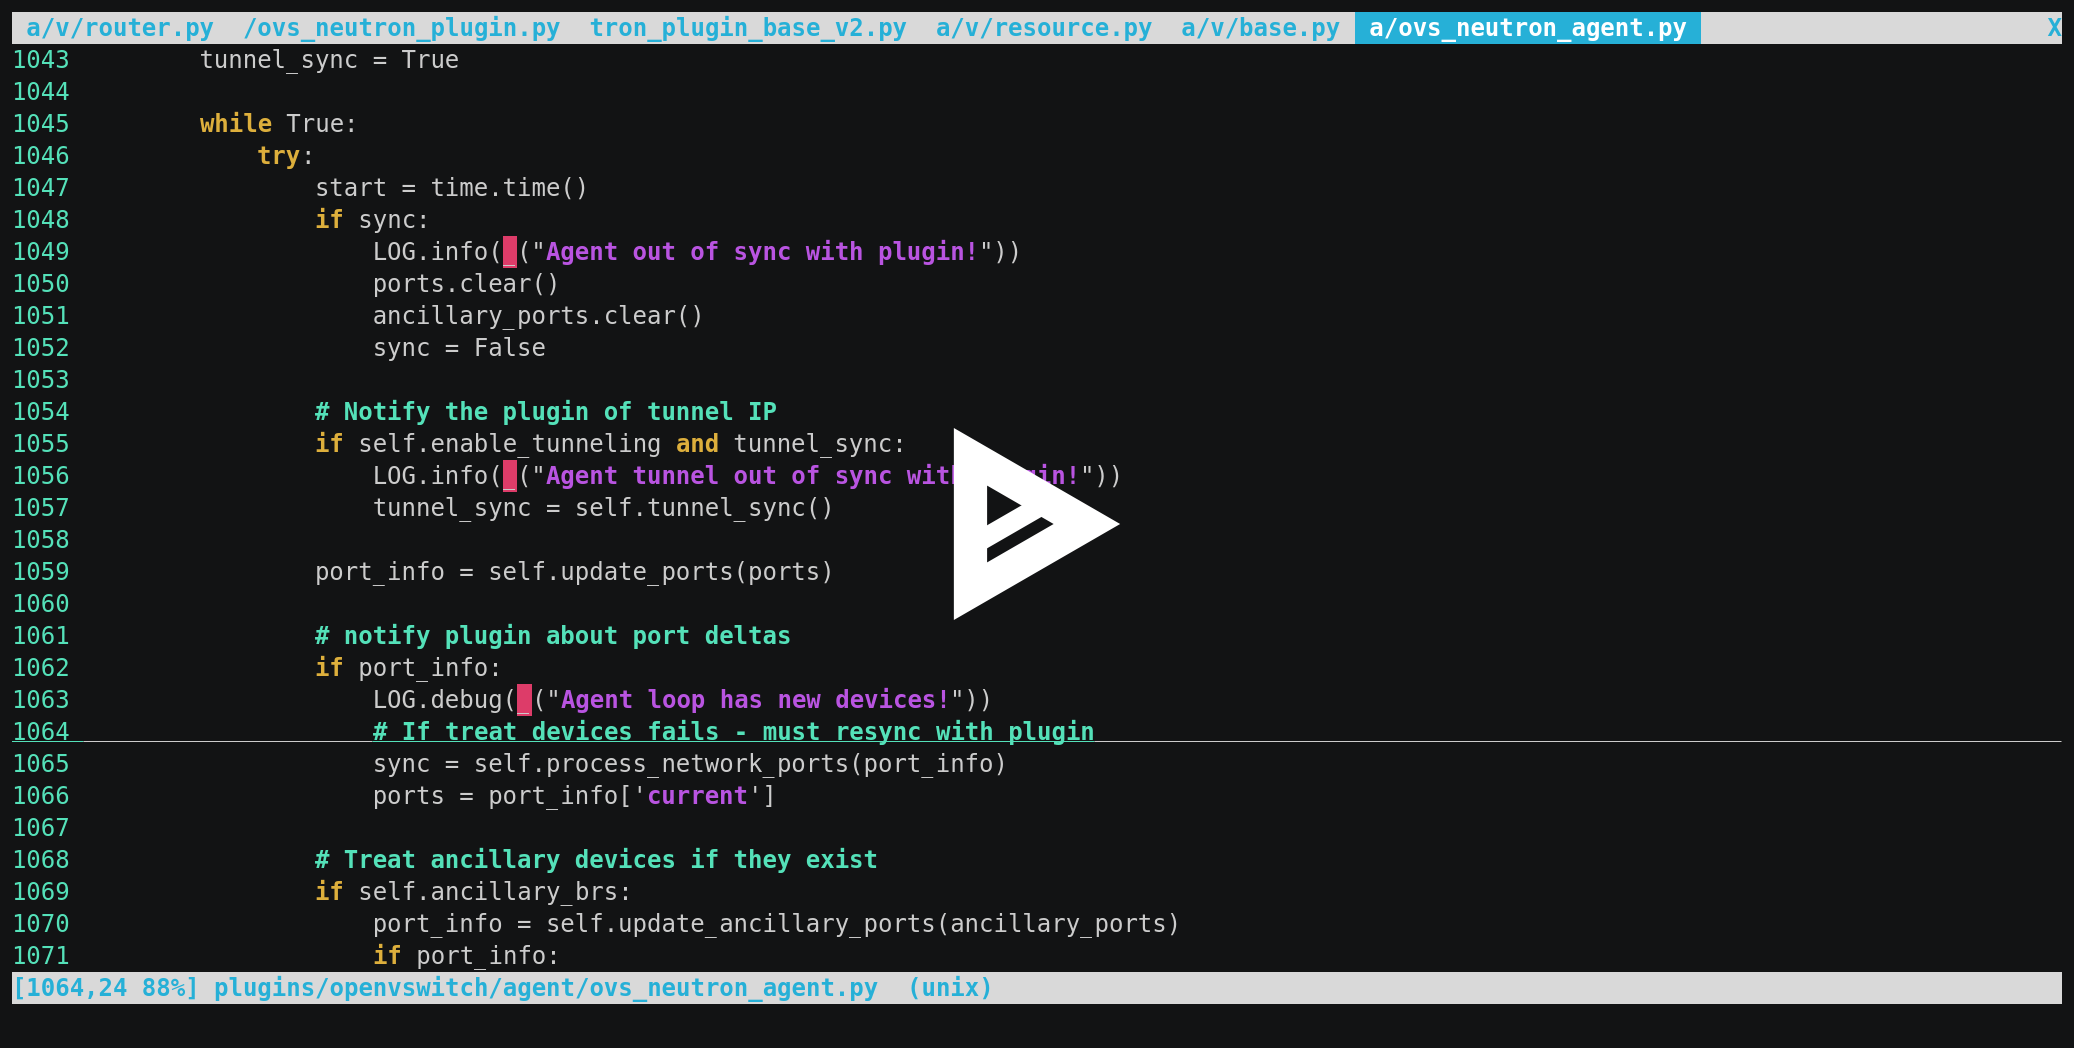 a/v/router.py  /ovs_neutron_plugin.py  tron_plugin_base_v2.py  a/v/resource.py  a/v/base.py  a/ovs_neutron_agent.py  X
1043         tunnel_sync = True
1044
1045         while True:
1046             try:
1047                 start = time.time()
1048                 if sync:
1049                     LOG.info(_("Agent out of sync with plugin!"))
1050                     ports.clear()
1051                     ancillary_ports.clear()
1052                     sync = False
1053
1054                 # Notify the plugin of tunnel IP
1055                 if self.enable_tunneling and tunnel_sync:
1056                     LOG.info(_("Agent tunnel out of sync with plugin!"))
1057                     tunnel_sync = self.tunnel_sync()
1058
1059                 port_info = self.update_ports(ports)
1060
1061                 # notify plugin about port deltas
1062                 if port_info:
1063                     LOG.debug(_("Agent loop has new devices!"))
1064                     # If treat devices fails - must resync with plugin
1065                     sync = self.process_network_ports(port_info)
1066                     ports = port_info['current']
1067
1068                 # Treat ancillary devices if they exist
1069                 if self.ancillary_brs:
1070                     port_info = self.update_ancillary_ports(ancillary_ports)
1071                     if port_info:
[1064,24 88%] plugins/openvswitch/agent/ovs_neutron_agent.py  (unix)